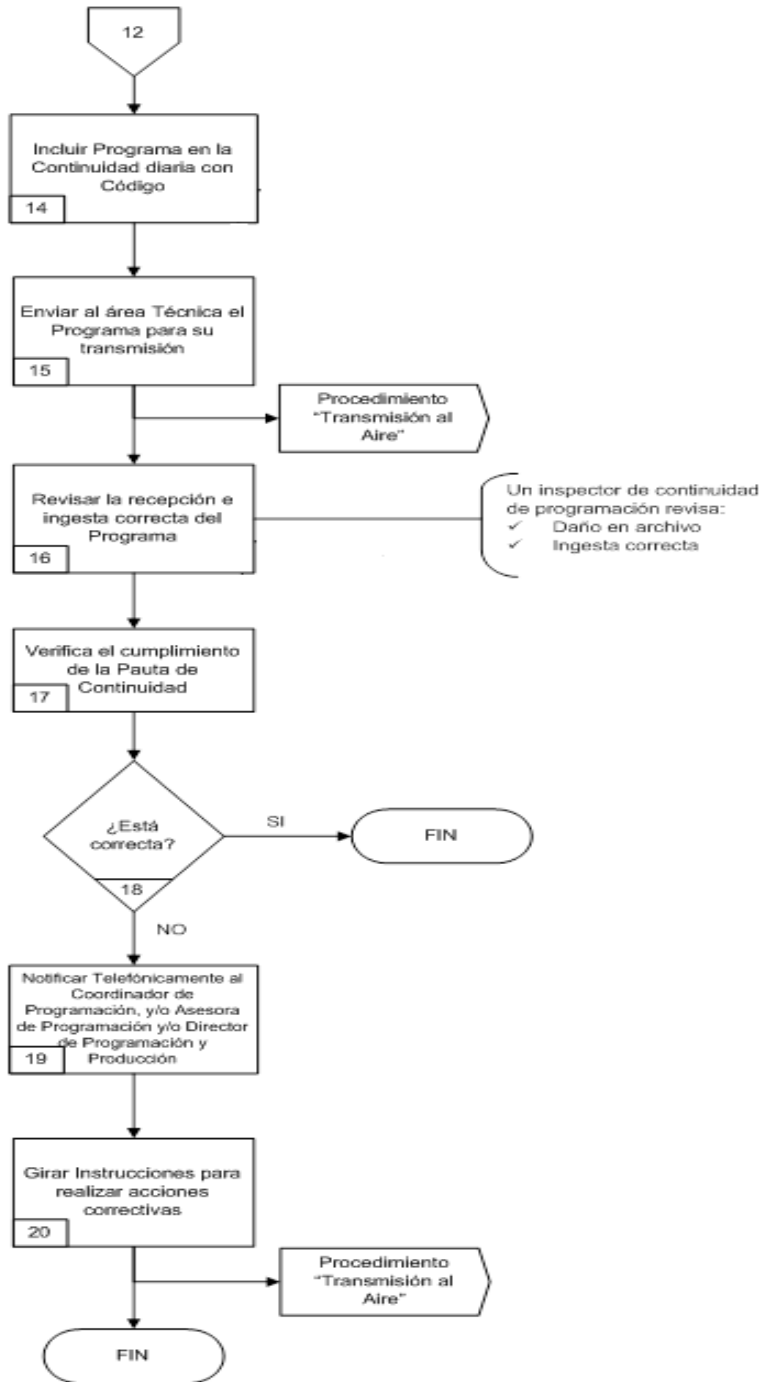 12
Incluir Programa en la
Continuidad diaria con
Código
14
Enviar al área Técnica el
Programa para su
transmisión
15
Procedimiento
“Transmisión al
Aire”
Revisar la recepción e
ingesta correcta del
Programa
16
Un inspector de continuidad
de programación revisa:
✓ Daño en archivo
✓ Ingesta correcta
Verifica el cumplimiento
de la Pauta de
Continuidad
17
¿Está
correcta?
18
SI
FIN
NO
Notificar Telefónicamente al
Coordinador de
Programación, y/o Asesora
de Programación y/o Director
de Programación y
Producción
19
Girar Instrucciones para
realizar acciones
correctivas
20
Procedimiento
“Transmisión al
Aire”
FIN